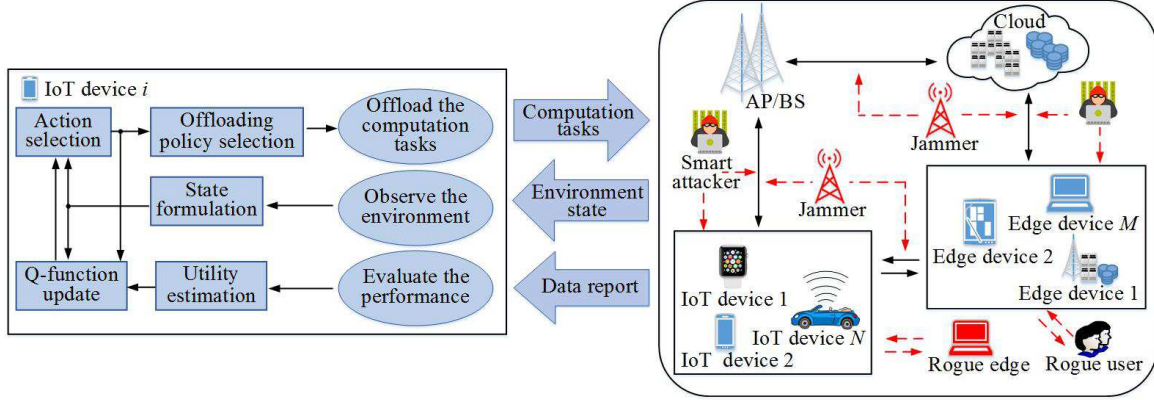 IoT device i
Action
selection
Offloading
policy selection
Offload the
computation
tasks
State
formulation
Observe the
environment
Q-function
update
Utility
estimation
Evaluate the
performance
Computation
tasks
Environment
state
Data report
AP/BS
Cloud
Smart
attacker
Jammer
Jammer
IoT device 1
IoT device 2
IoT device N
Edge device M
Edge device 2
Edge device 1
Rogue edge
Rogue user